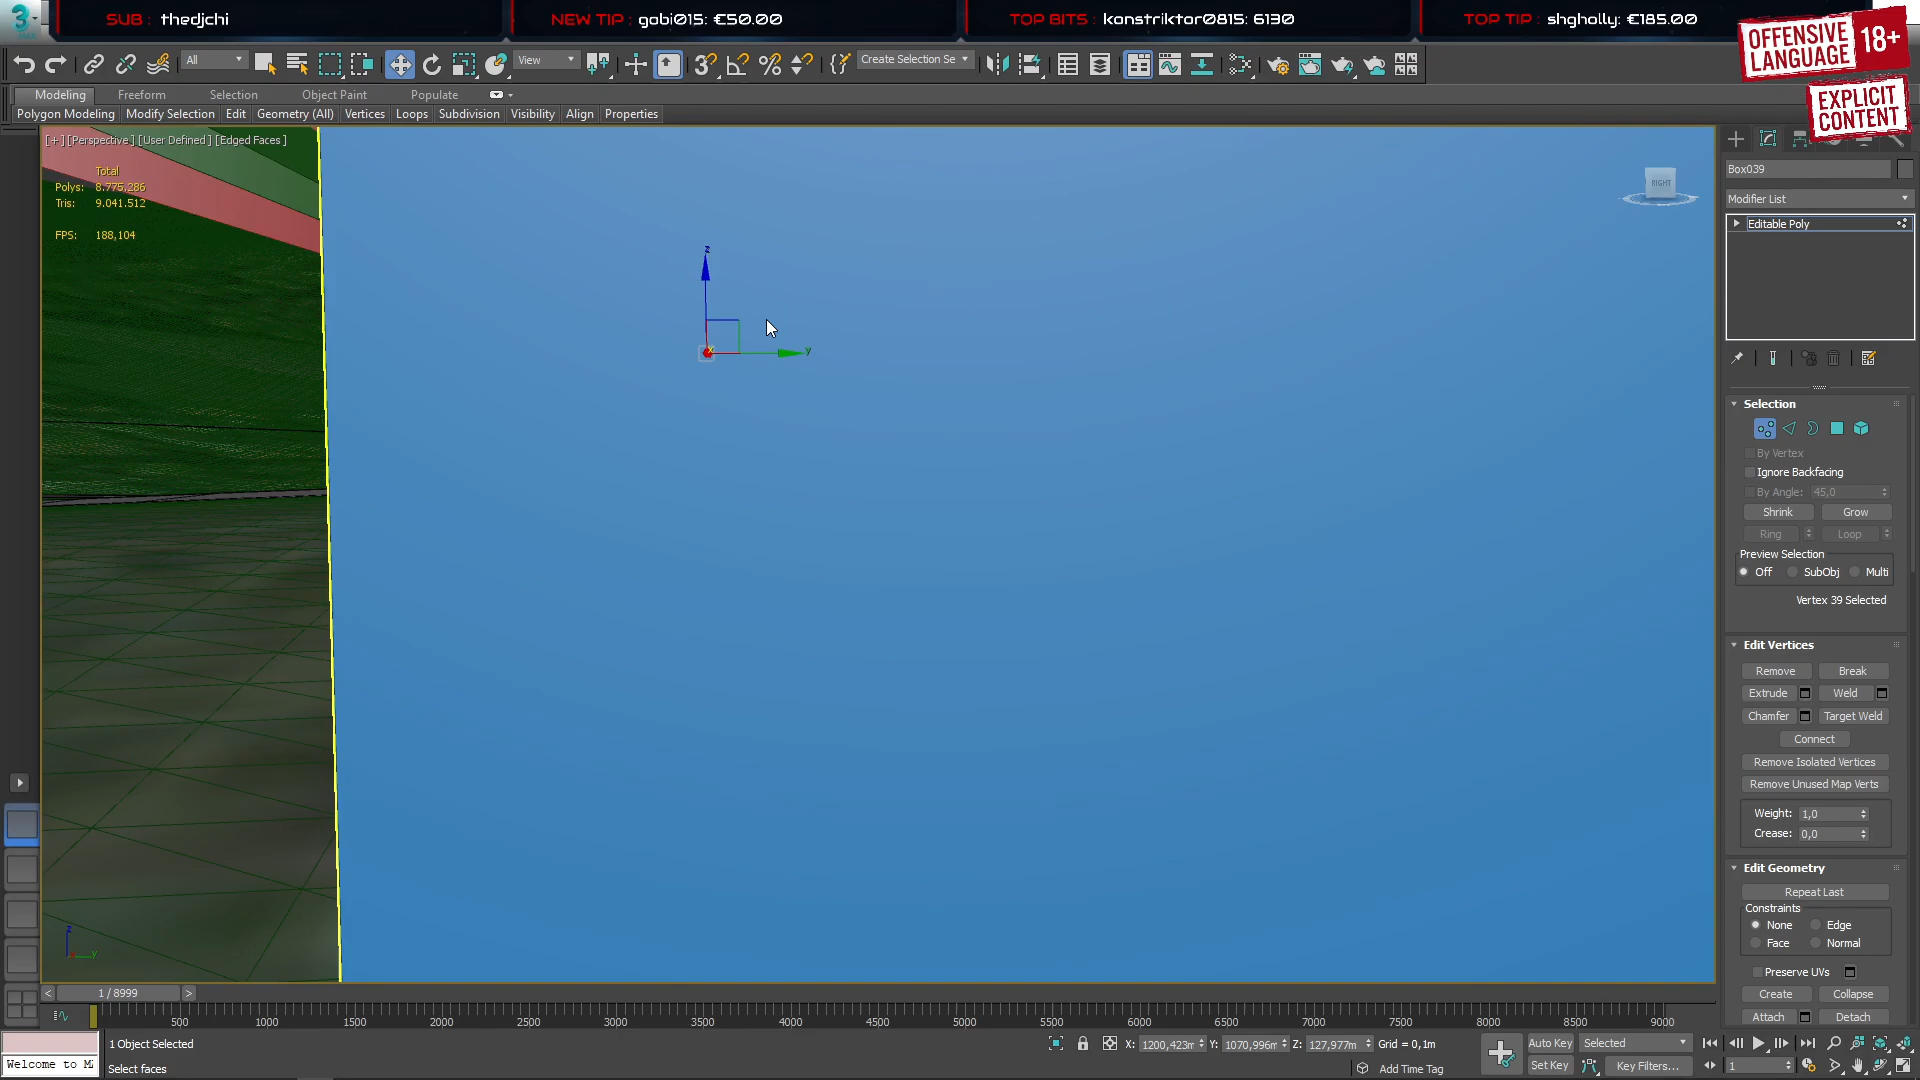 SUB : thedjchi
NEW TIP : gabi015: €50.00
TOP BITS : konstriktor0815: 6130
TOP TIP : shgholly: €185.00
OFFENSIVE LANGUAGE 18+
EXPLICIT CONTENT
All
View
Create Selection Se
Modeling
Freeform
Selection
Object Paint
Populate
Polygon Modeling
Modify Selection
Edit
Geometry (All)
Vertices
Loops
Subdivision
Visibility
Align
Properties
[+] [Perspective ] [User Defined ] [Edged Faces ]
Total
Polys: 8.775.286
Tris: 9.041.512
FPS: 188,104
z
y
x
RIGHT
Box039
Modifier List
Editable Poly
Selection
By Vertex
Ignore Backfacing
By Angle: 45,0
Shrink
Grow
Ring
Loop
Preview Selection
Off
SubObj
Multi
Vertex 39 Selected
Edit Vertices
Remove
Break
Extrude
Weld
Chamfer
Target Weld
Connect
Remove Isolated Vertices
Remove Unused Map Verts
Weight: 1,0
Crease: 0,0
Edit Geometry
Repeat Last
Constraints
None
Edge
Face
Normal
Preserve UVs
Create
Collapse
Attach
Detach
z
y
< 1 / 8999 >
500 1000 1500 2000 2500 3000 3500 4000 4500 5000 5500 6000 6500 7000 7500 8000 8500 9000
1 Object Selected
X: 1200,423m Y: 1070,996m Z: 127,977m Grid = 0,1m
Auto Key
Selected
Welcome to M
Select faces
Add Time Tag
Set Key
Key Filters...
1